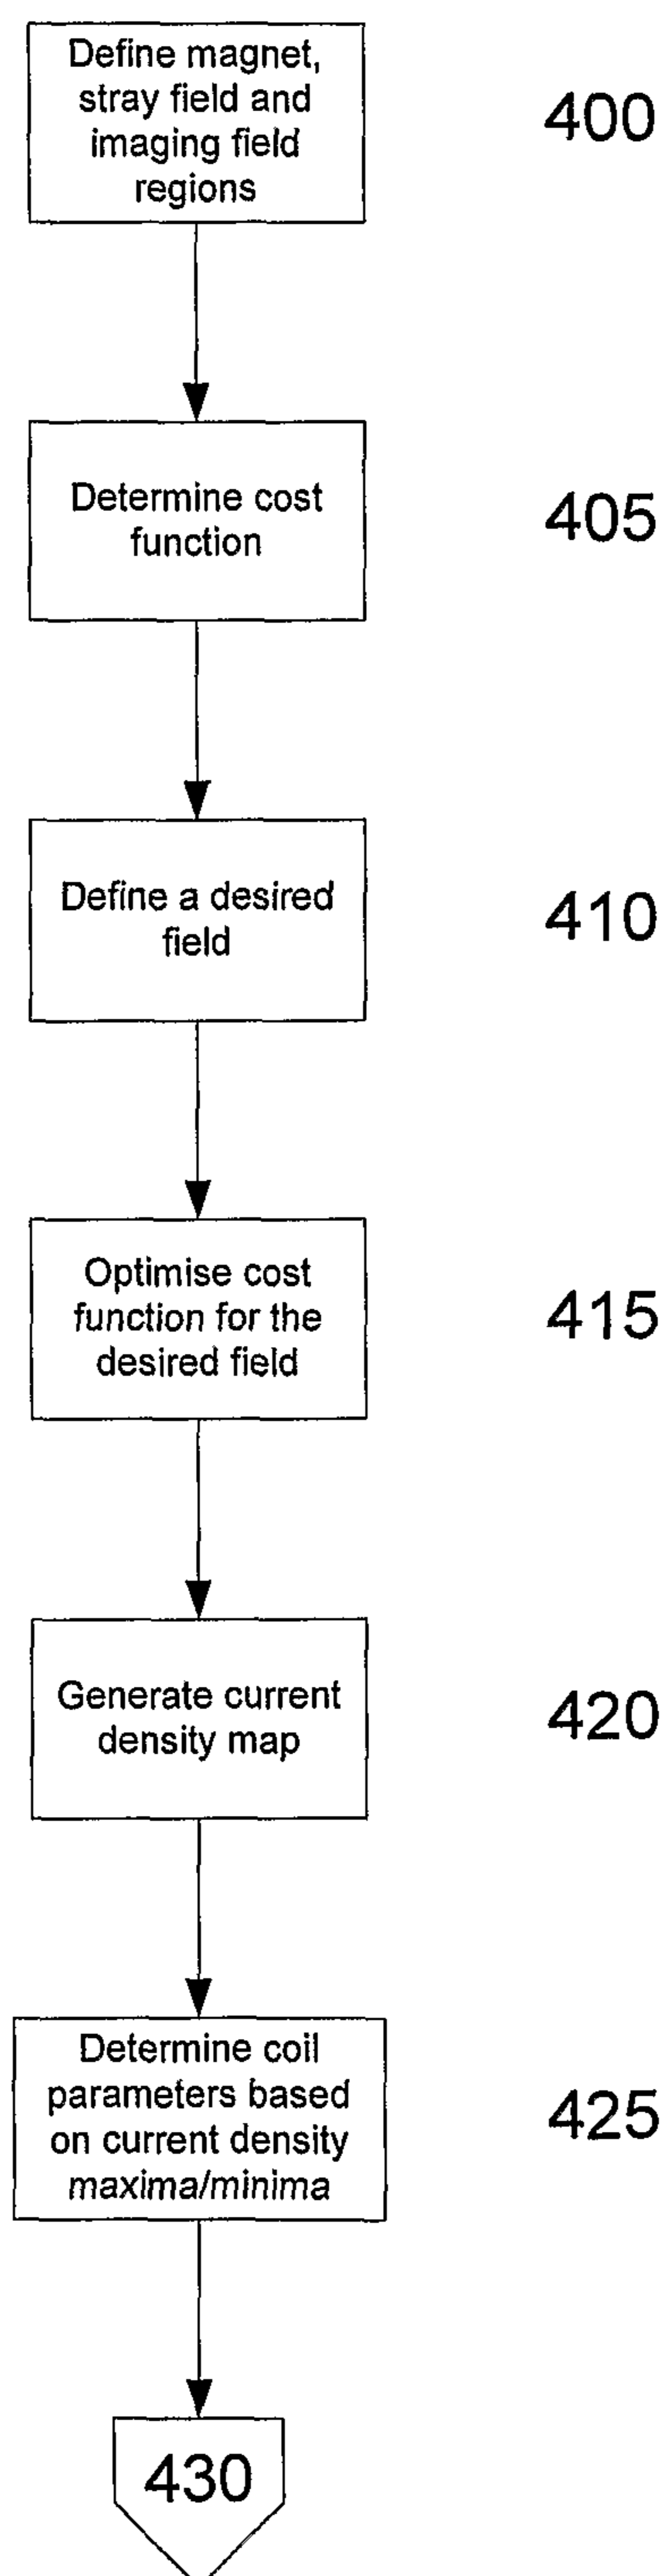 Define magnet,
stray field and
imaging field
regions
400
Determine cost
function
405
Define a desired
field
410
Optimise cost
function for the
desired field
415
Generate current
density map
420
Determine coil
parameters based
on current density
maxima/minima
425
430